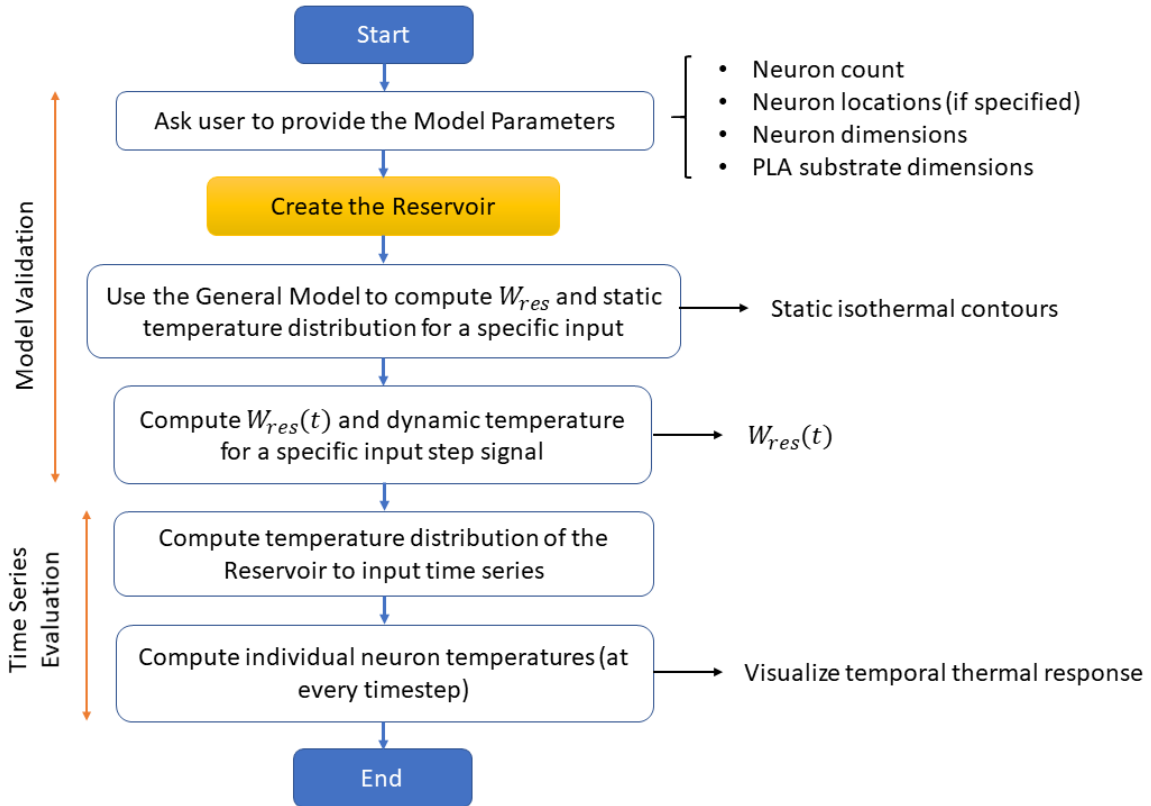 Start
Ask user to provide the Model Parameters
• Neuron count
• Neuron locations (if specified)
• Neuron dimensions
• PLA substrate dimensions
Create the Reservoir
Model Validation
Use the General Model to compute W_res and static
temperature distribution for a specific input
Static isothermal contours
Compute W_res(t) and dynamic temperature
for a specific input step signal
W_res(t)
Time Series
Evaluation
Compute temperature distribution of the
Reservoir to input time series
Compute individual neuron temperatures (at
every timestep)
Visualize temporal thermal response
End